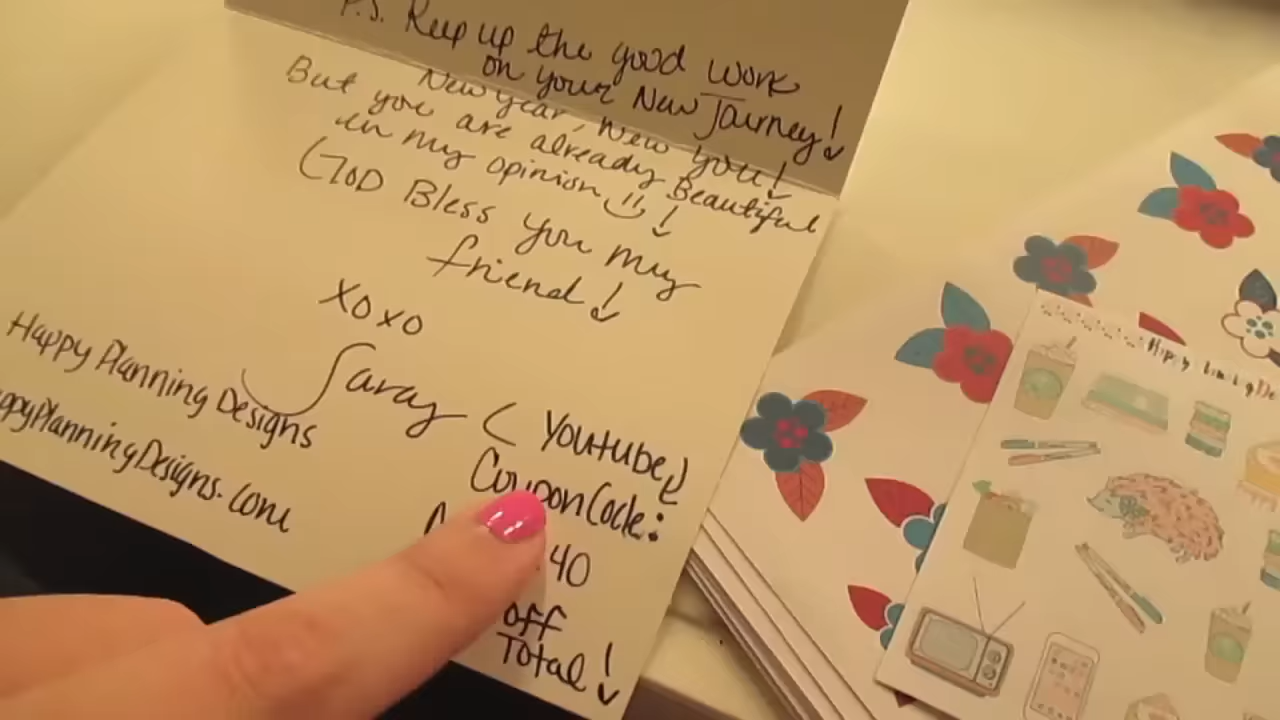 P.S. Keep up the good work
on your New Journey!
New year, New you!
But you are already Beautiful
in my opinion !
GOD Bless you my
friend!
XOXO
Saray (Youtube)
Happy Planning Designs
ppyPlanningDesigns.com
Coupon Code:
40
off
Total!